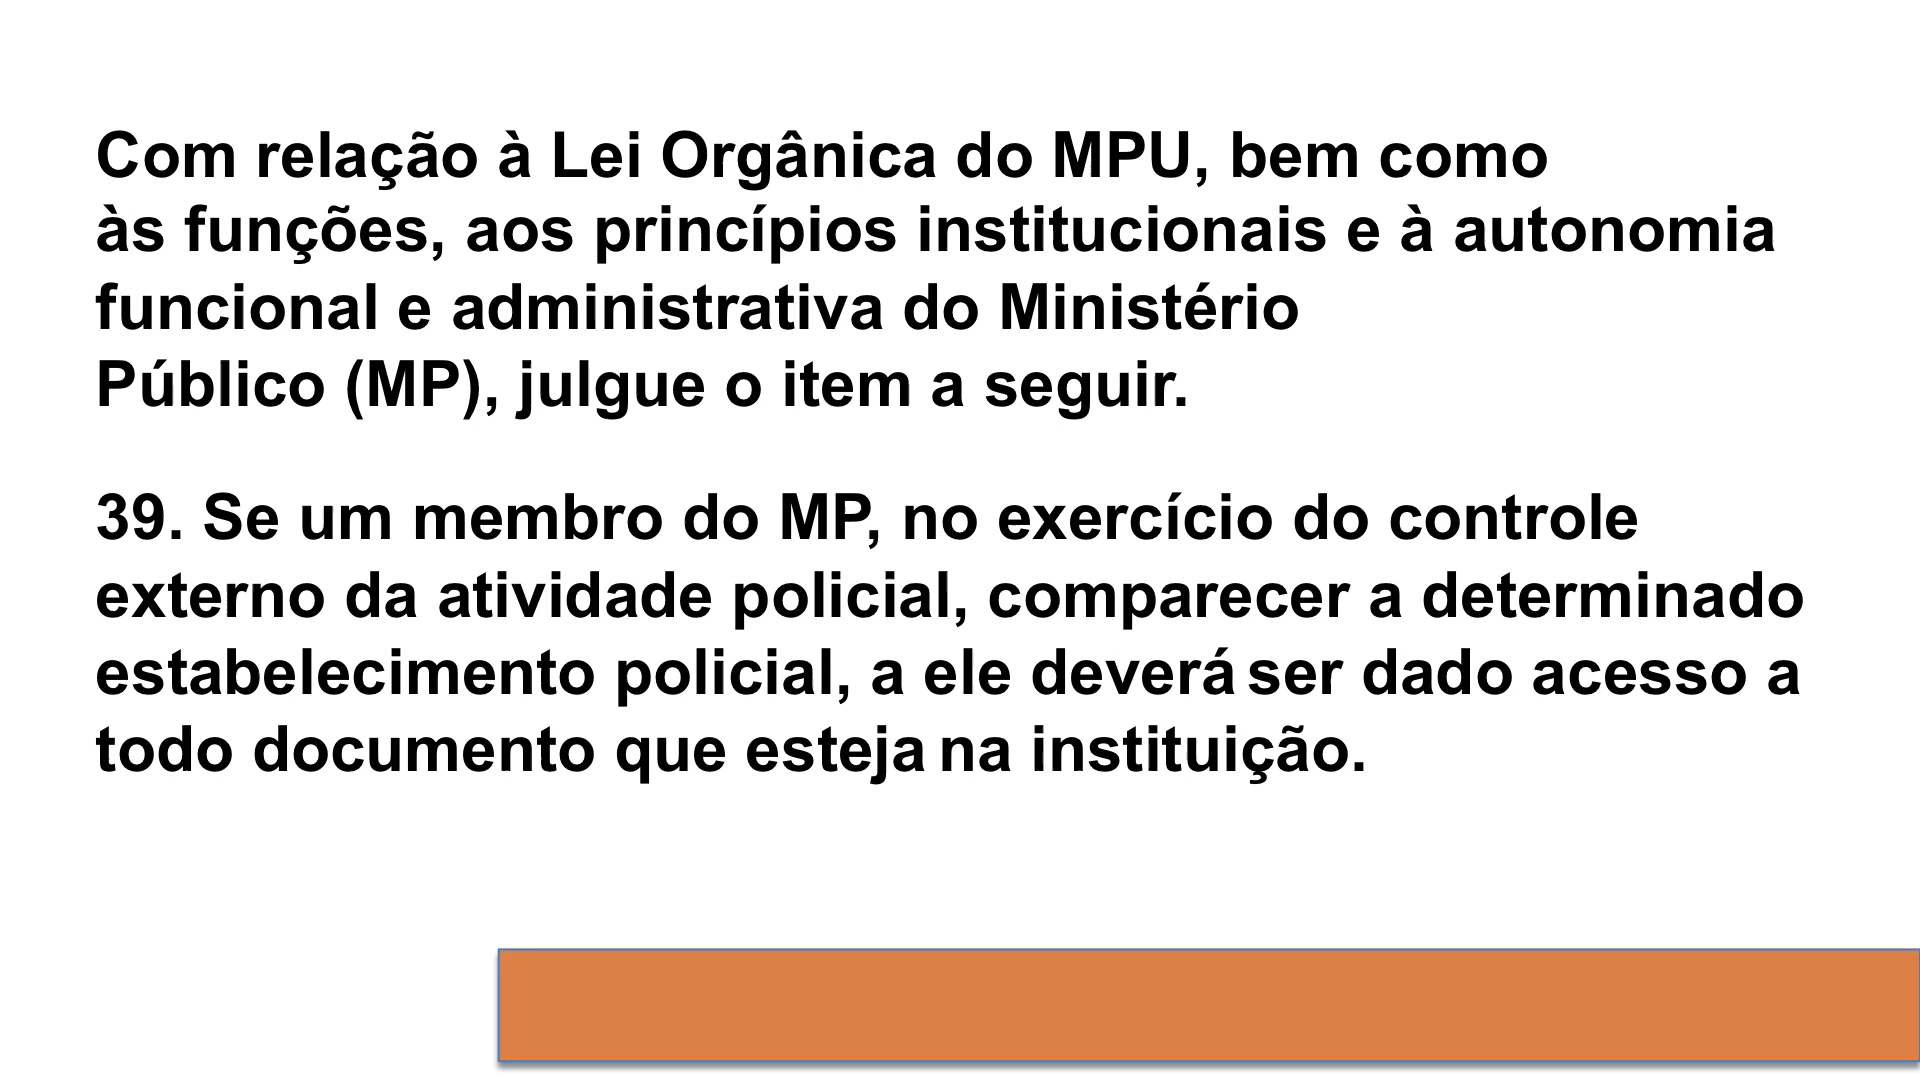 Com relação à Lei Orgânica do MPU, bem como
às funções, aos princípios institucionais e à autonomia
funcional e administrativa do Ministério
Público (MP), julgue o item a seguir.
39. Se um membro do MP, no exercício do controle
externo da atividade policial, comparecer a determinado
estabelecimento policial, a ele deverá ser dado acesso a
todo documento que esteja na instituição.